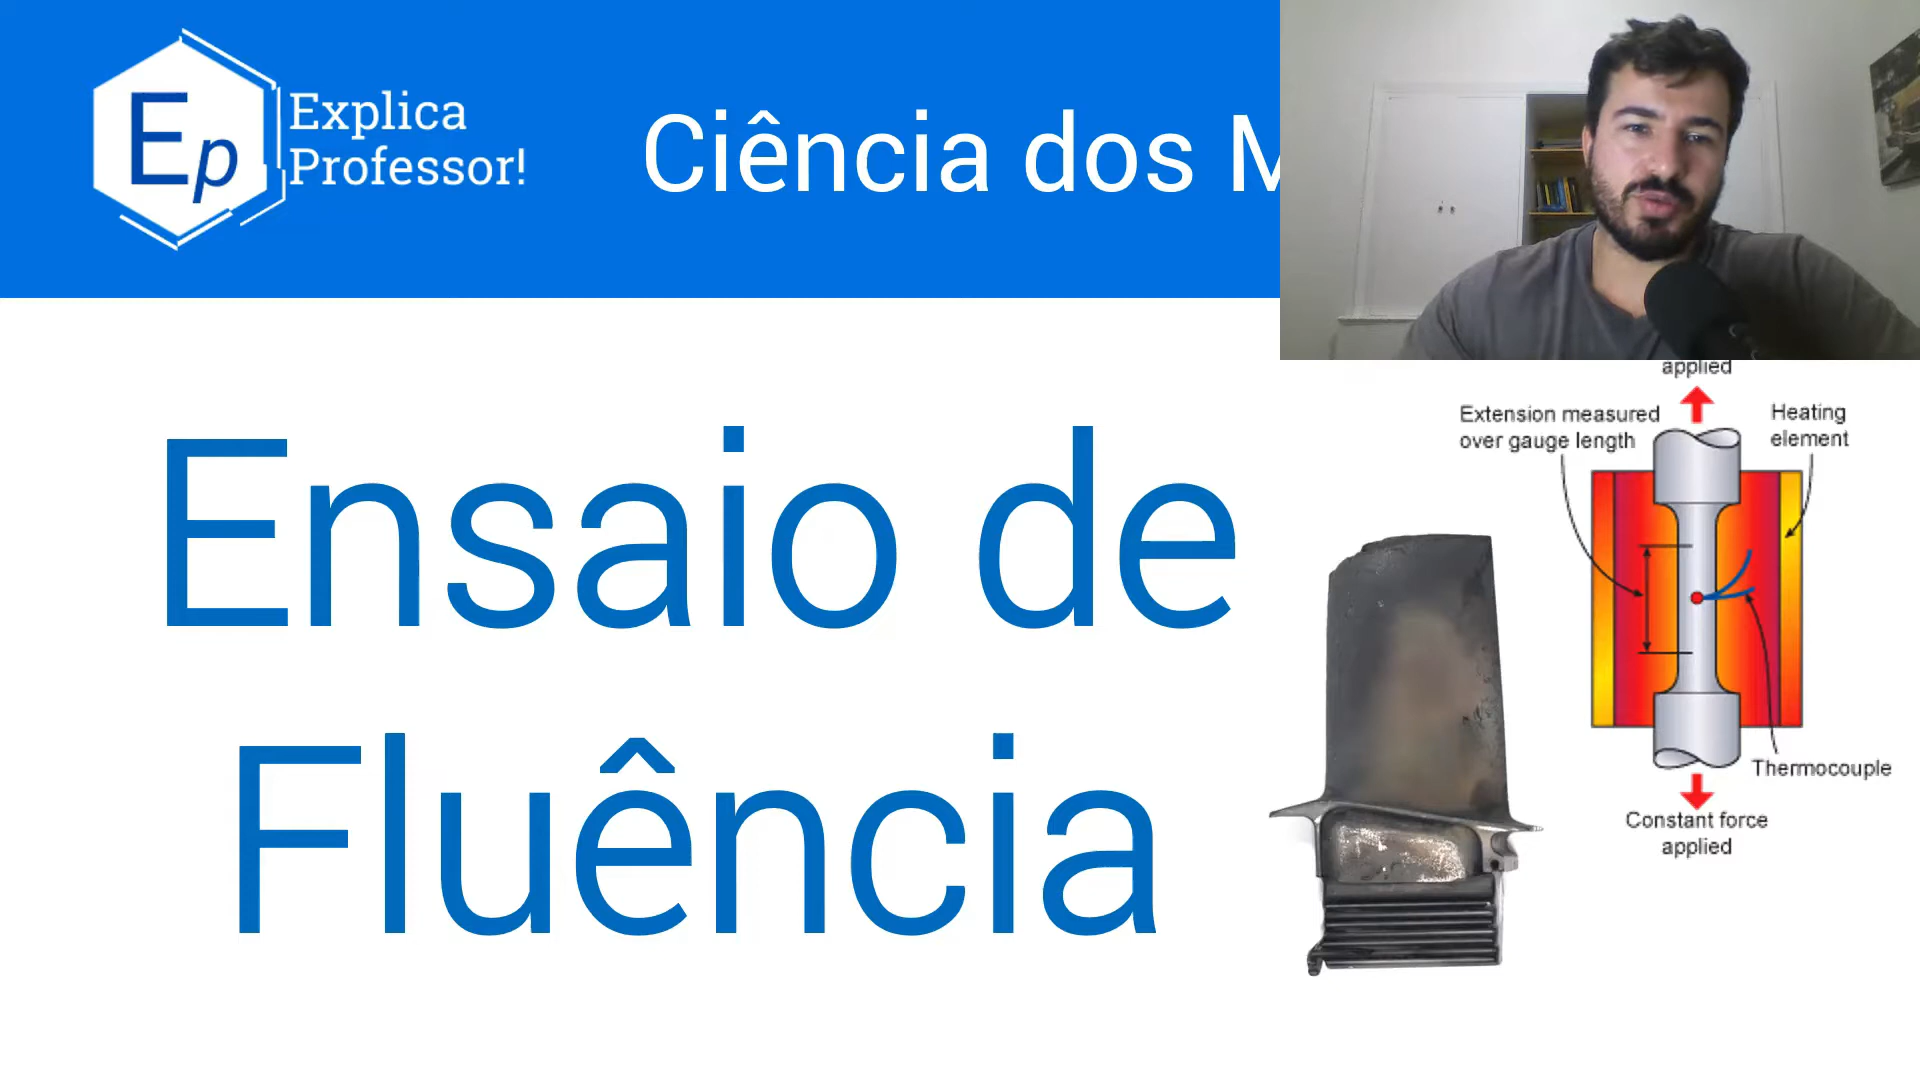 Ep
Explica
Professor!
Ciência dos M
Ensaio de
Fluência
applied
Extension measured
over gauge length
Heating
element
Thermocouple
Constant force
applied